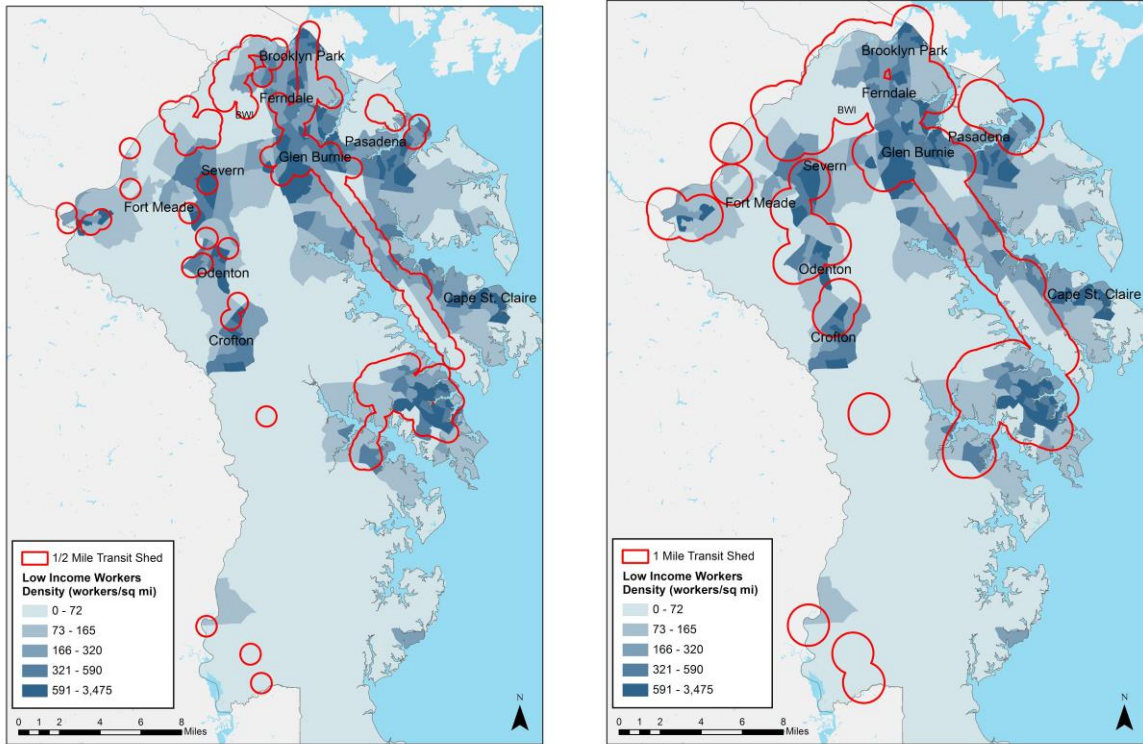 Brooklyn Park
Ferndale
BWI
Pasadena
Glen Burnie
Severn
Fort Meade
Odenton
Cape St. Claire
Crofton
1/2 Mile Transit Shed
Low Income Workers
Density (workers/sq mi)
0 - 72
73 - 165
166 - 320
321 - 590
591 - 3,475
0 1 2 4 6 8
Miles
N
Brooklyn Park
Ferndale
BWI
Pasadena
Glen Burnie
Severn
Fort Meade
Odenton
Cape St. Claire
Crofton
1 Mile Transit Shed
Low Income Workers
Density (workers/sq mi)
0 - 72
73 - 165
166 - 320
321 - 590
591 - 3,475
0 1 2 4 6 8
Miles
N